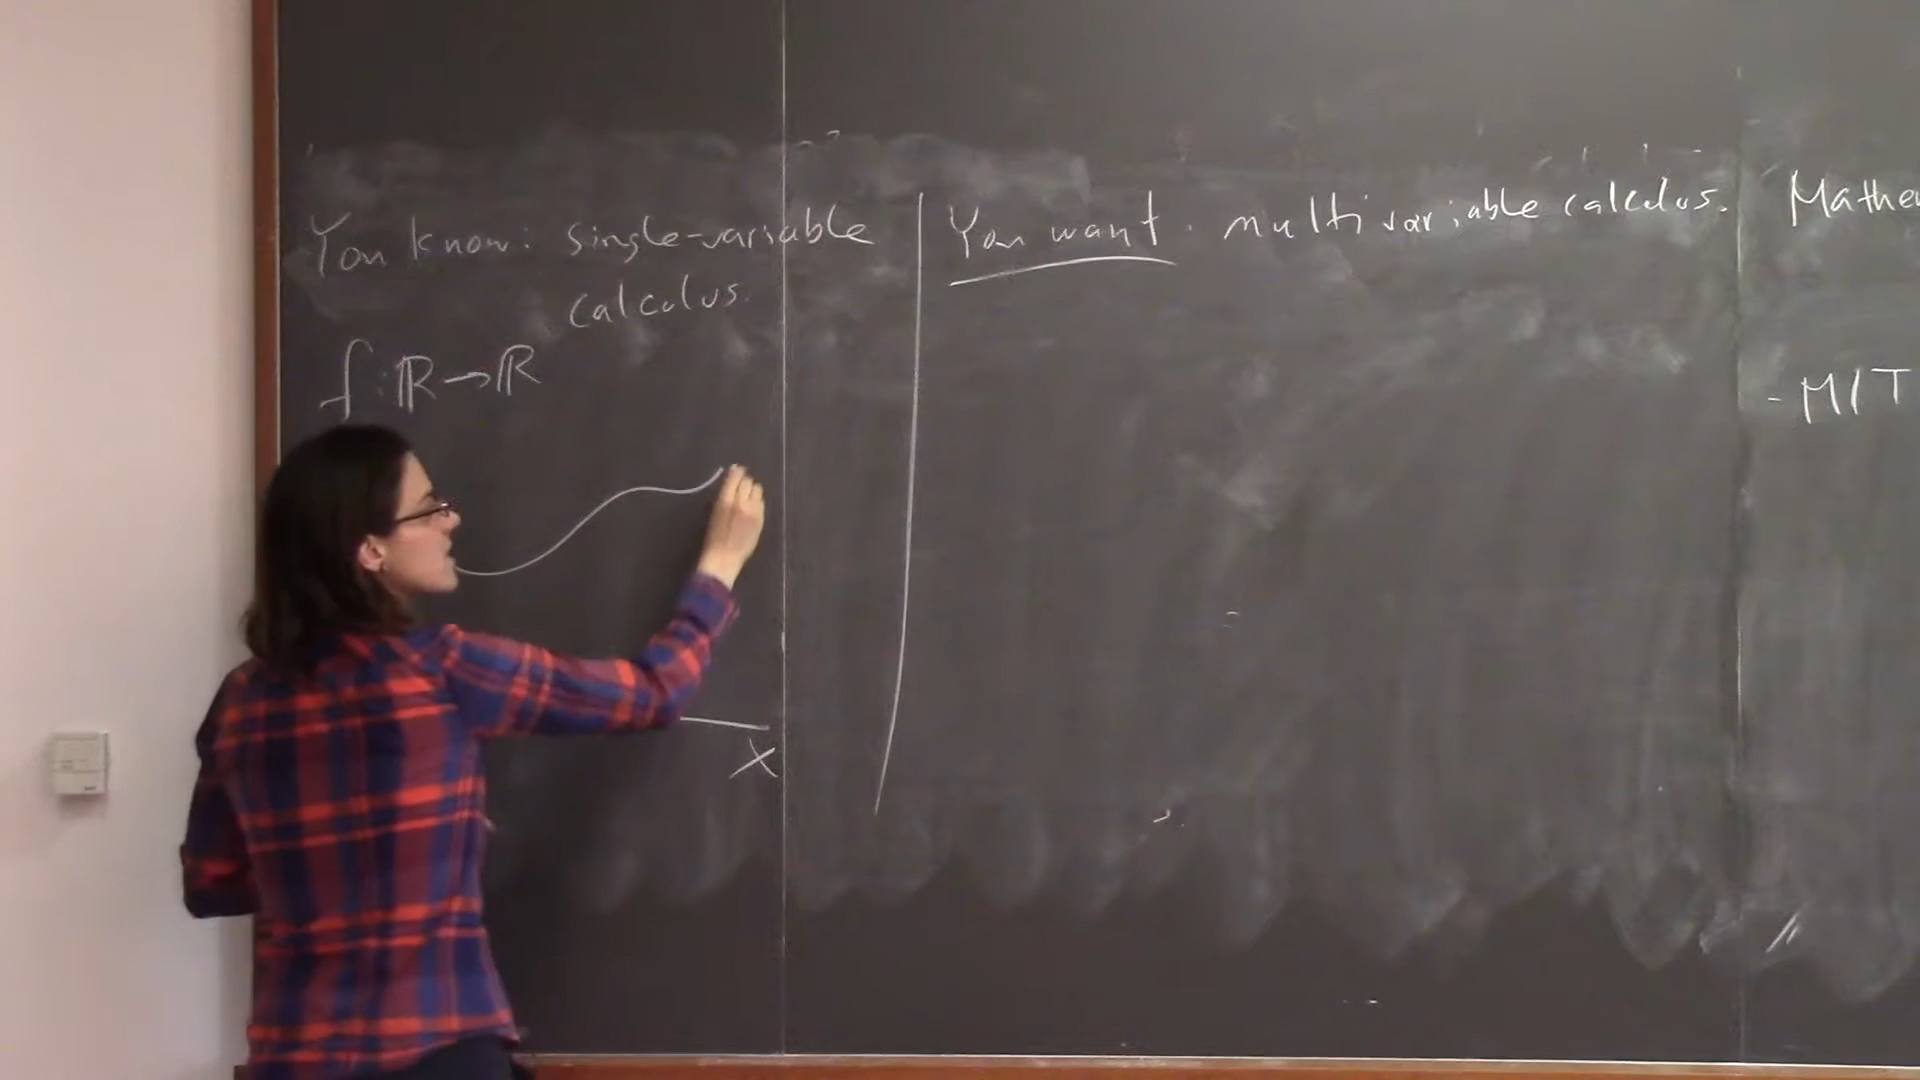 You know: single-variable
calculus.
f: ℝ → ℝ
x
You want: multivariable calculus.
Mathe
- MIT